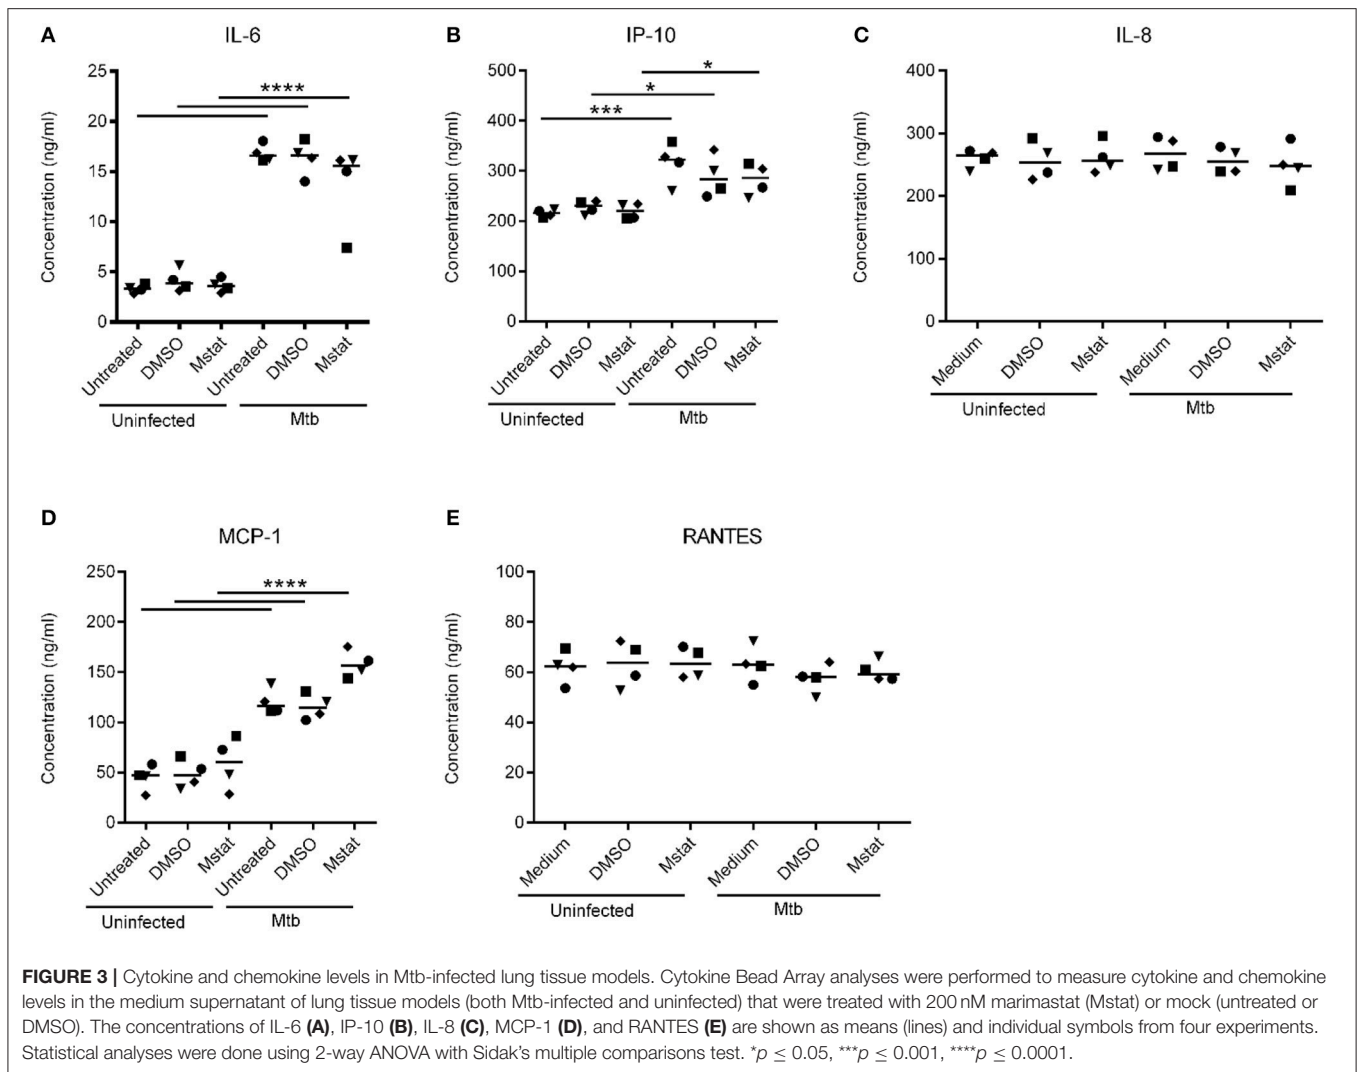 A
IL-6
****
25
20
15
10
5
0
Concentration (ng/ml)
Untreated
DMSO
Mstat
Untreated
DMSO
Mstat
Uninfected
Mtb
B
IP-10
*
*
***
500
400
300
200
100
0
Concentration (ng/ml)
Untreated
DMSO
Mstat
Untreated
DMSO
Mstat
Uninfected
Mtb
C
IL-8
400
300
200
100
0
Concentration (ng/ml)
Medium
DMSO
Mstat
Medium
DMSO
Mstat
Uninfected
Mtb
D
MCP-1
****
250
200
150
100
50
0
Concentration (ng/ml)
Untreated
DMSO
Mstat
Untreated
DMSO
Mstat
Uninfected
Mtb
E
RANTES
100
80
60
40
20
0
Concentration (ng/ml)
Medium
DMSO
Mstat
Medium
DMSO
Mstat
Uninfected
Mtb
FIGURE 3 | Cytokine and chemokine levels in Mtb-infected lung tissue models. Cytokine Bead Array analyses were performed to measure cytokine and chemokine
levels in the medium supernatant of lung tissue models (both Mtb-infected and uninfected) that were treated with 200 nM marimastat (Mstat) or mock (untreated or
DMSO). The concentrations of IL-6 (A), IP-10 (B), IL-8 (C), MCP-1 (D), and RANTES (E) are shown as means (lines) and individual symbols from four experiments.
Statistical analyses were done using 2-way ANOVA with Sidak's multiple comparisons test. *p ≤ 0.05, ***p ≤ 0.001, ****p ≤ 0.0001.